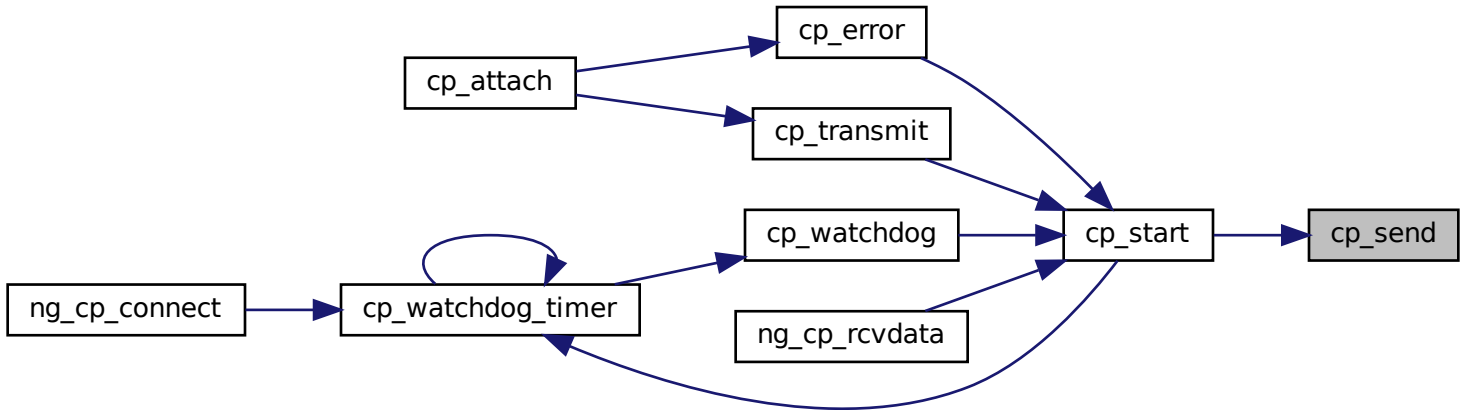 cp_error
cp_attach
cp_transmit
cp_watchdog
cp_start
cp_send
ng_cp_connect
cp_watchdog_timer
ng_cp_rcvdata